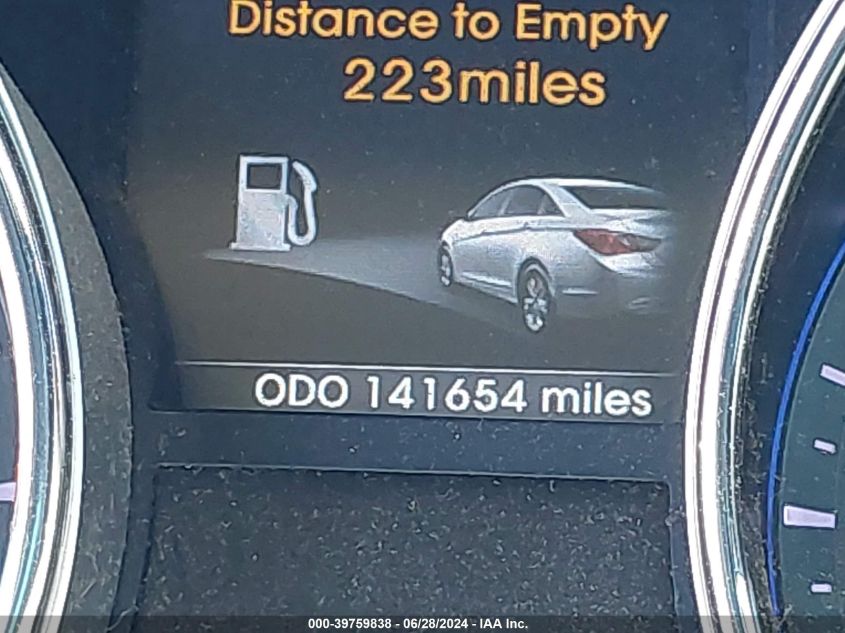 Distance to Empty
223miles
ODO 141654 miles
000-39759838 - 06/28/2024 - IAA Inc.